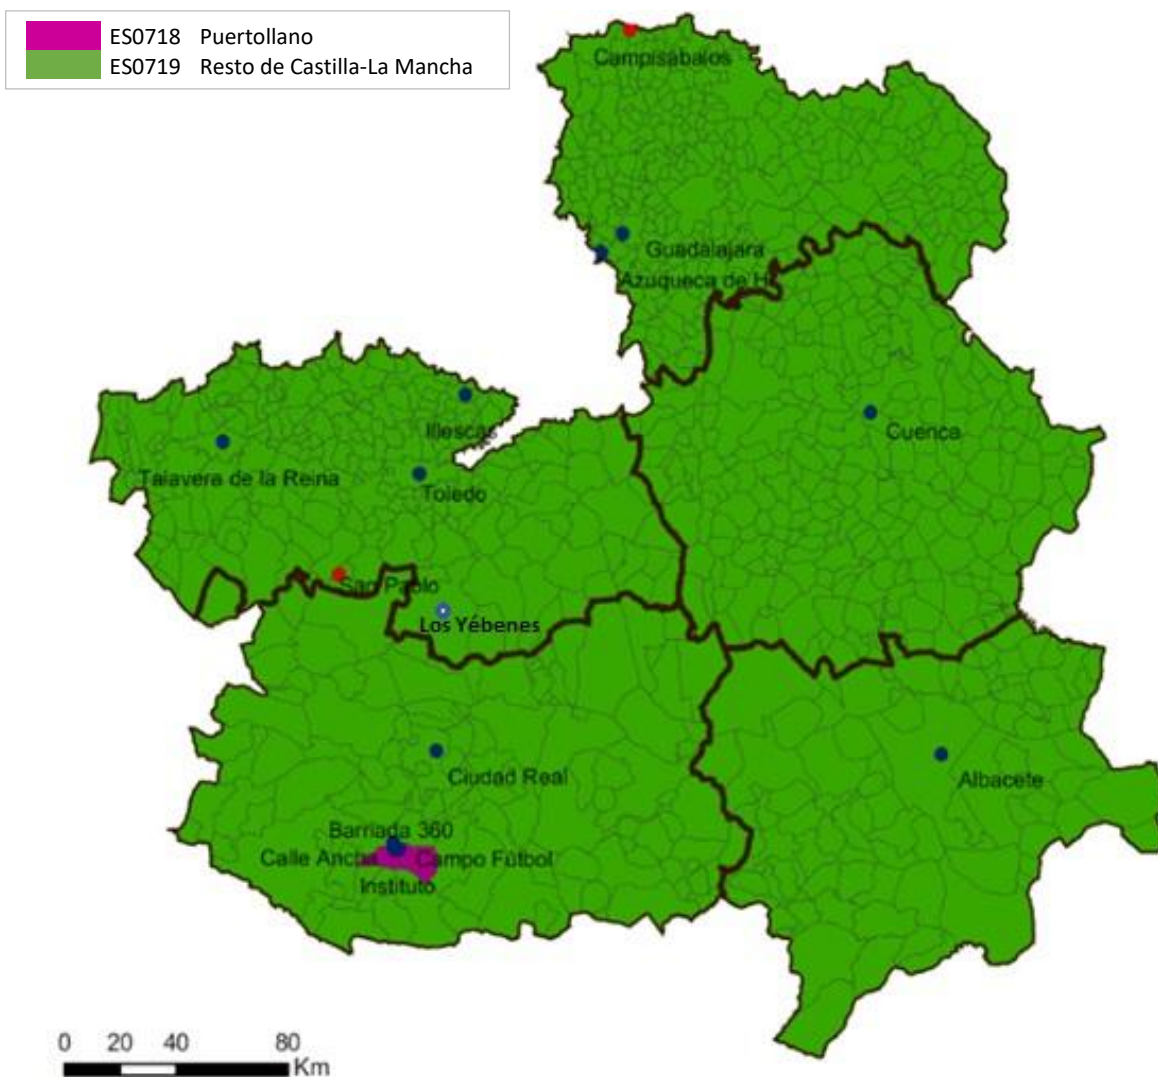 ES0718 Puertollano
ES0719 Resto de Castilla-La Mancha
Campisabalos
Guadalajara
Azuqueca de H
Illescas
Cuenca
Talavera de la Reina
Toledo
San Pablo
Los Yébenes
Ciudad Real
Albacete
Barriada 360
Calle Ancha Campo Fútbol
Instituto
0 20 40 80
Km